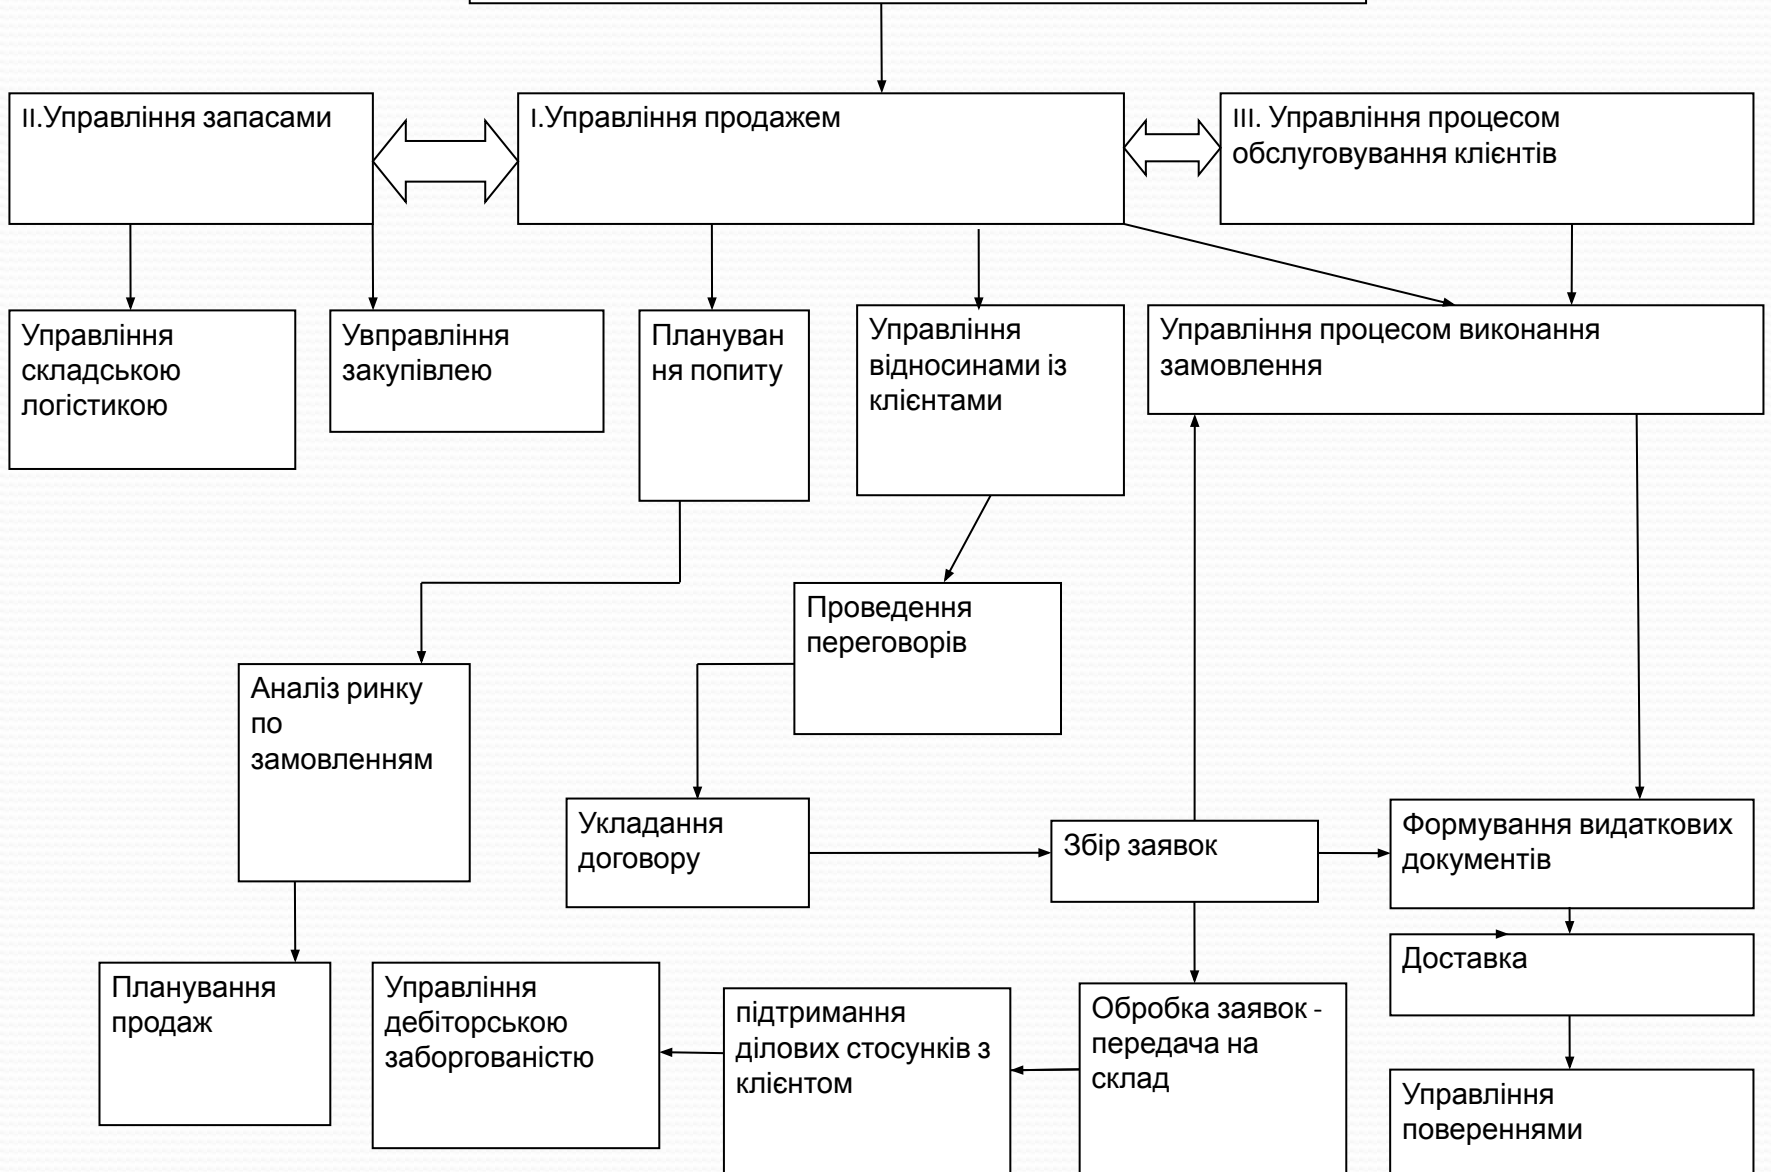 II.Управління запасами
I.Управління продажем
III. Управління процесом
обслуговування клієнтів
Управління
складською
логістикою
Увправління
закупівлею
Плануван
ня попиту
Управління
відносинами із
клієнтами
Управління процесом виконання
замовлення
Проведення
переговорів
Аналіз ринку
по
замовленням
Укладання
договору
Збір заявок
Формування видаткових
документів
Доставка
Планування
продаж
Управління
дебіторською
заборгованістю
підтримання
ділових стосунків з
клієнтом
Обробка заявок -
передача на
склад
Управління
повереннями